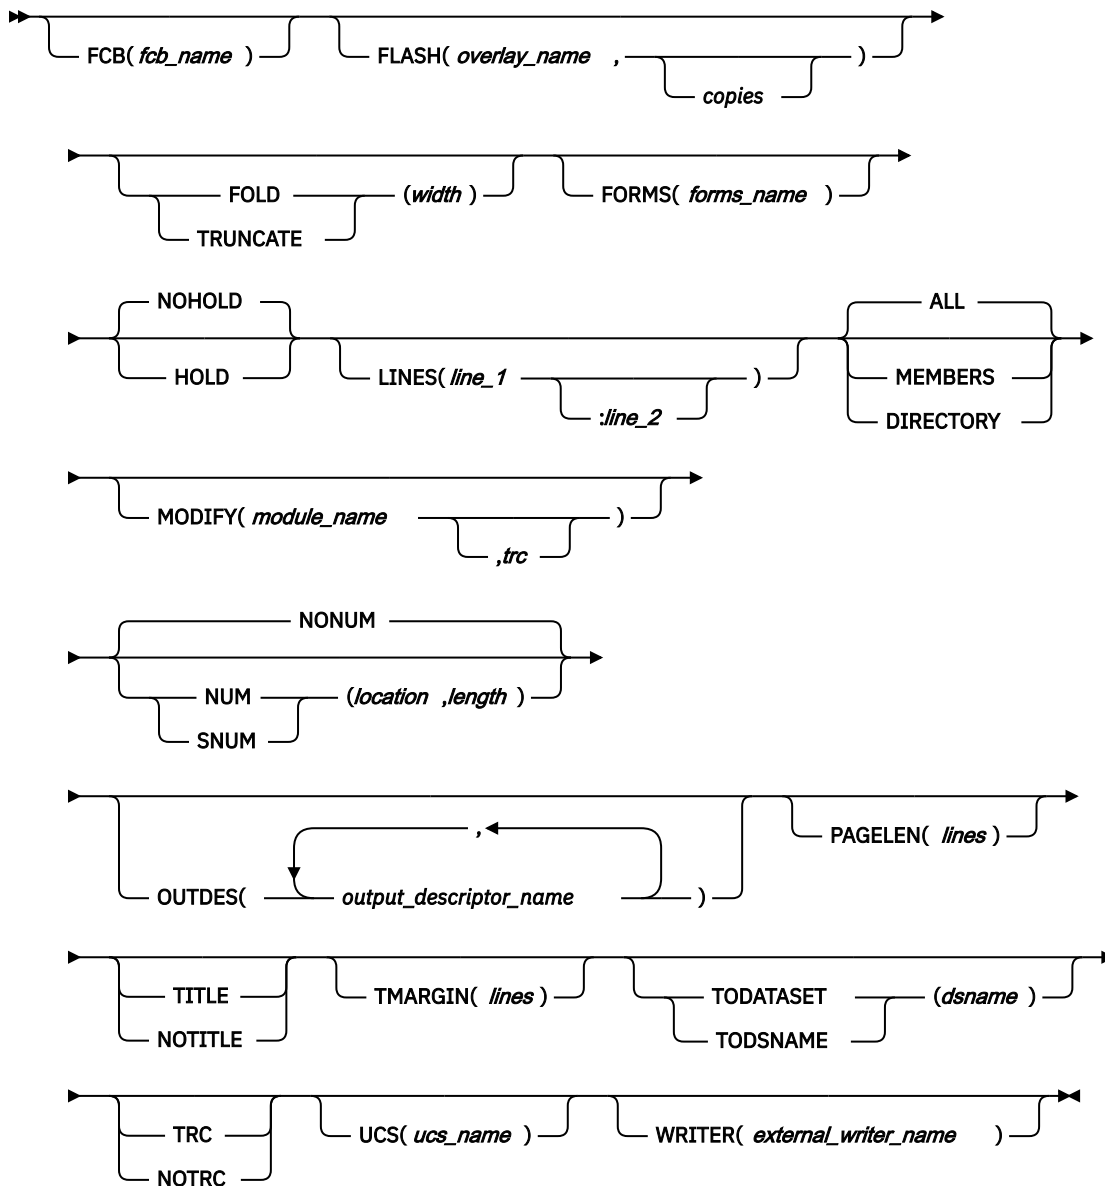 FCB( fcb_name ) FLASH( overlay_name , )
copies
FOLD (width ) FORMS( forms_name )
TRUNCATE
NOHOLD ALL
HOLD LINES( line_1 ) MEMBERS
:line_2 DIRECTORY
MODIFY( module_name )
,trc
NONUM
NUM (location ,length )
SNUM
,
PAGELEN( lines )
OUTDES( output_descriptor_name )
TITLE TMARGIN( lines ) TODATASET (dsname )
NOTITLE TODSNAME
TRC UCS( ucs_name ) WRITER( external_writer_name )
NOTRC